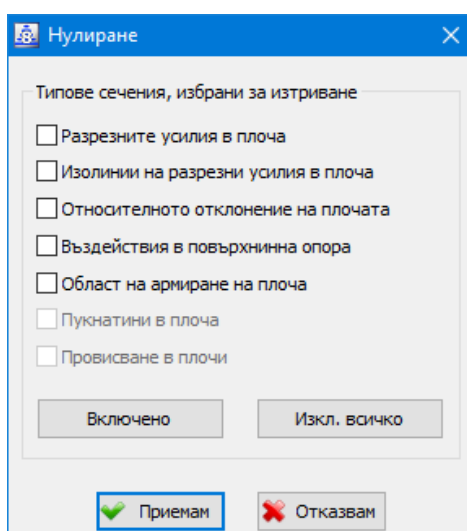 Нулиране
Типове сечения, избрани за изтриване
Разрезните усилия в плоча
Изолинии на разрезни усилия в плоча
Относителното отклонение на плочата
Въздействия в повърхнинна опора
Област на армиране на плоча
Пукнатини в плоча
Провисване в плочи
Включено Изкл. всичко
Приемам Отказвам